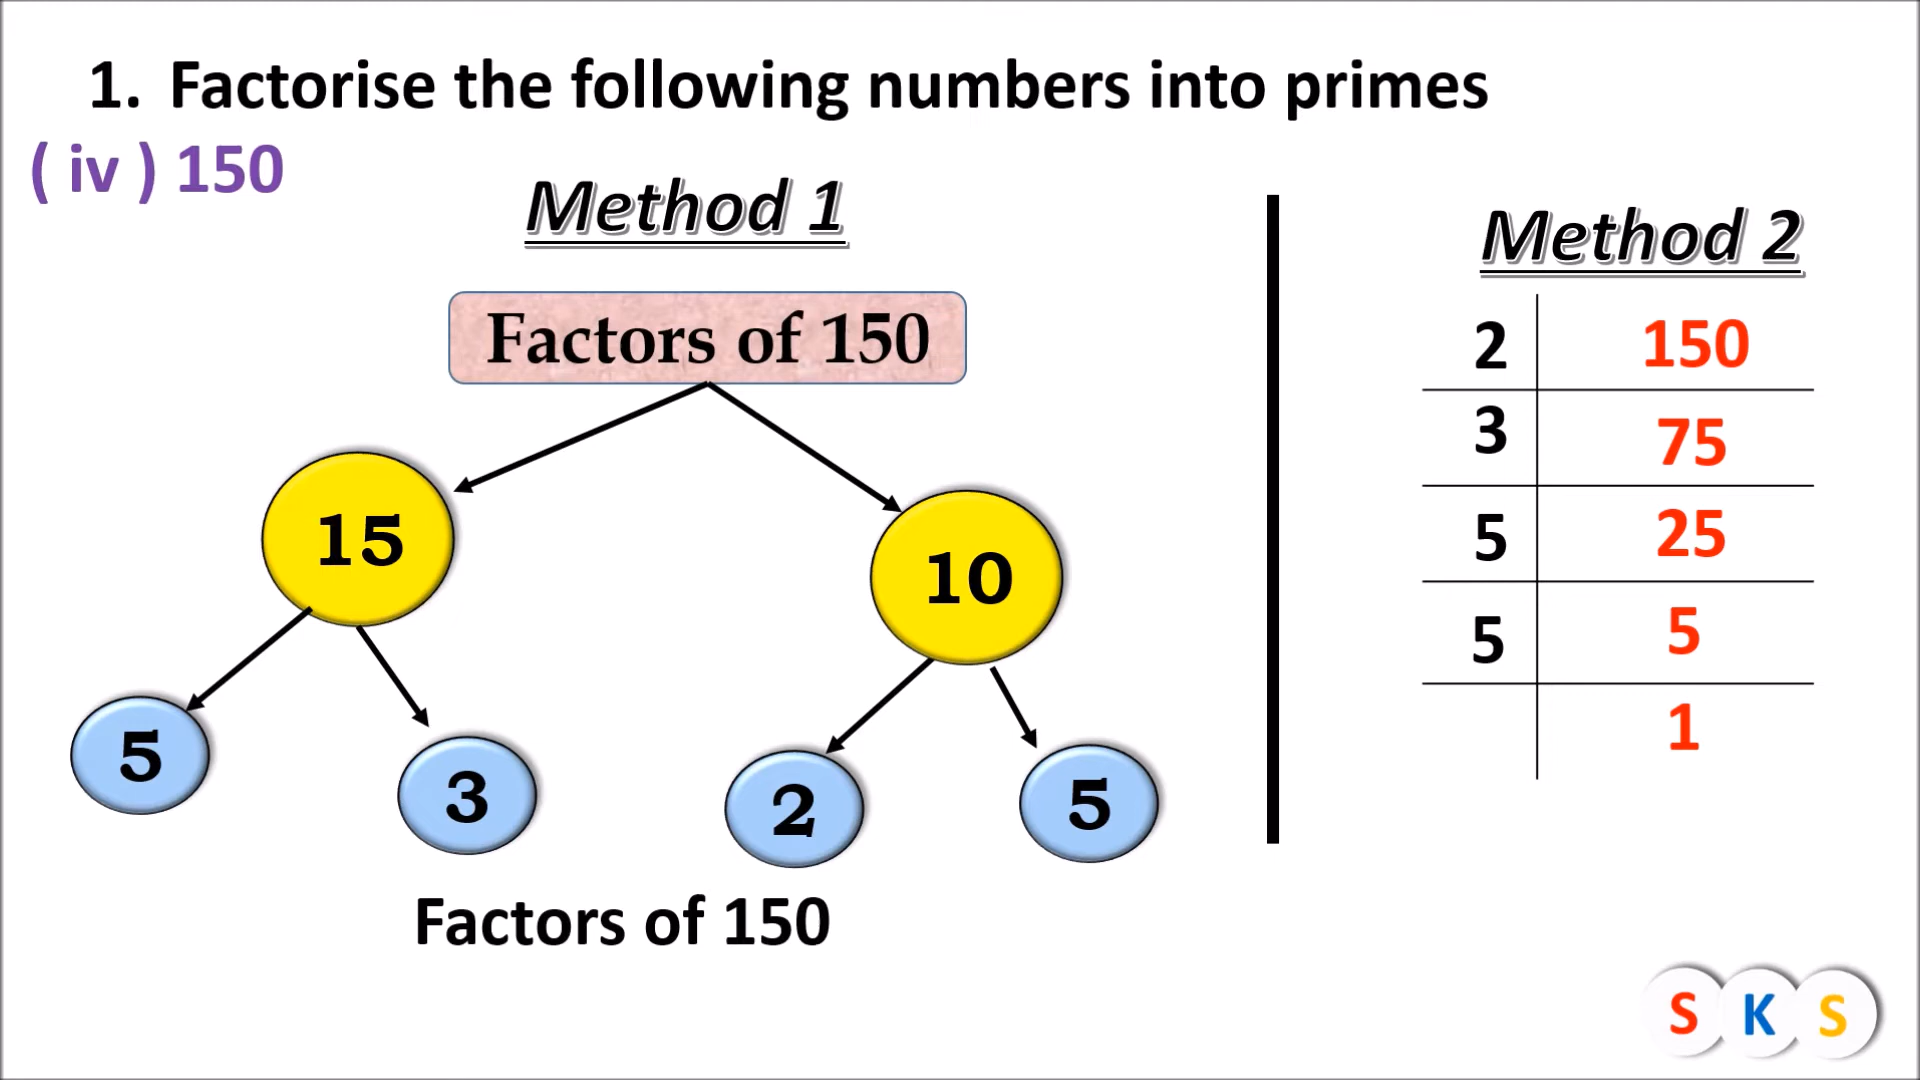 1. Factorise the following numbers into primes
( iv ) 150
Method 1
Factors of 150
15
10
5
3
2
5
Factors of 150
Method 2
2 150
3 75
5 25
5 5
1
S K S